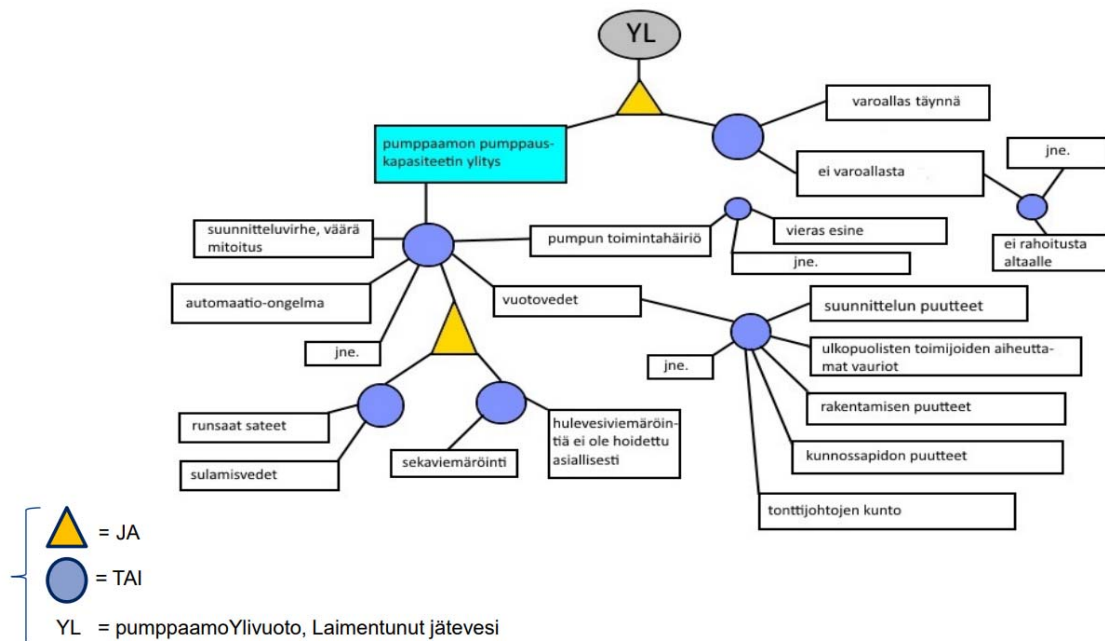 YL
varoallas täynnä
pumppaamon pumppaus-
kapasiteetin ylitys
ei varoallasta
jne.
suunnitteluvirhe, väärä
mitoitus
pumpun toimintahäiriö
vieras esine
jne.
ei rahoitusta
altaalle
automaatio-ongelma
vuotovedet
suunnittelun puutteet
jne.
jne.
ulkopuolisten toimijoiden aiheutta-
mat vauriot
runsaat sateet
sulamisvedet
sekaviemäröinti
hulevesiviemäröin-
tiä ei ole hoidettu
asiallisesti
rakentamisen puutteet
kunnossapidon puutteet
tonttijohtojen kunto
= JA
= TAI
YL = pumppaamoYlivuoto, Laimentunut jätevesi